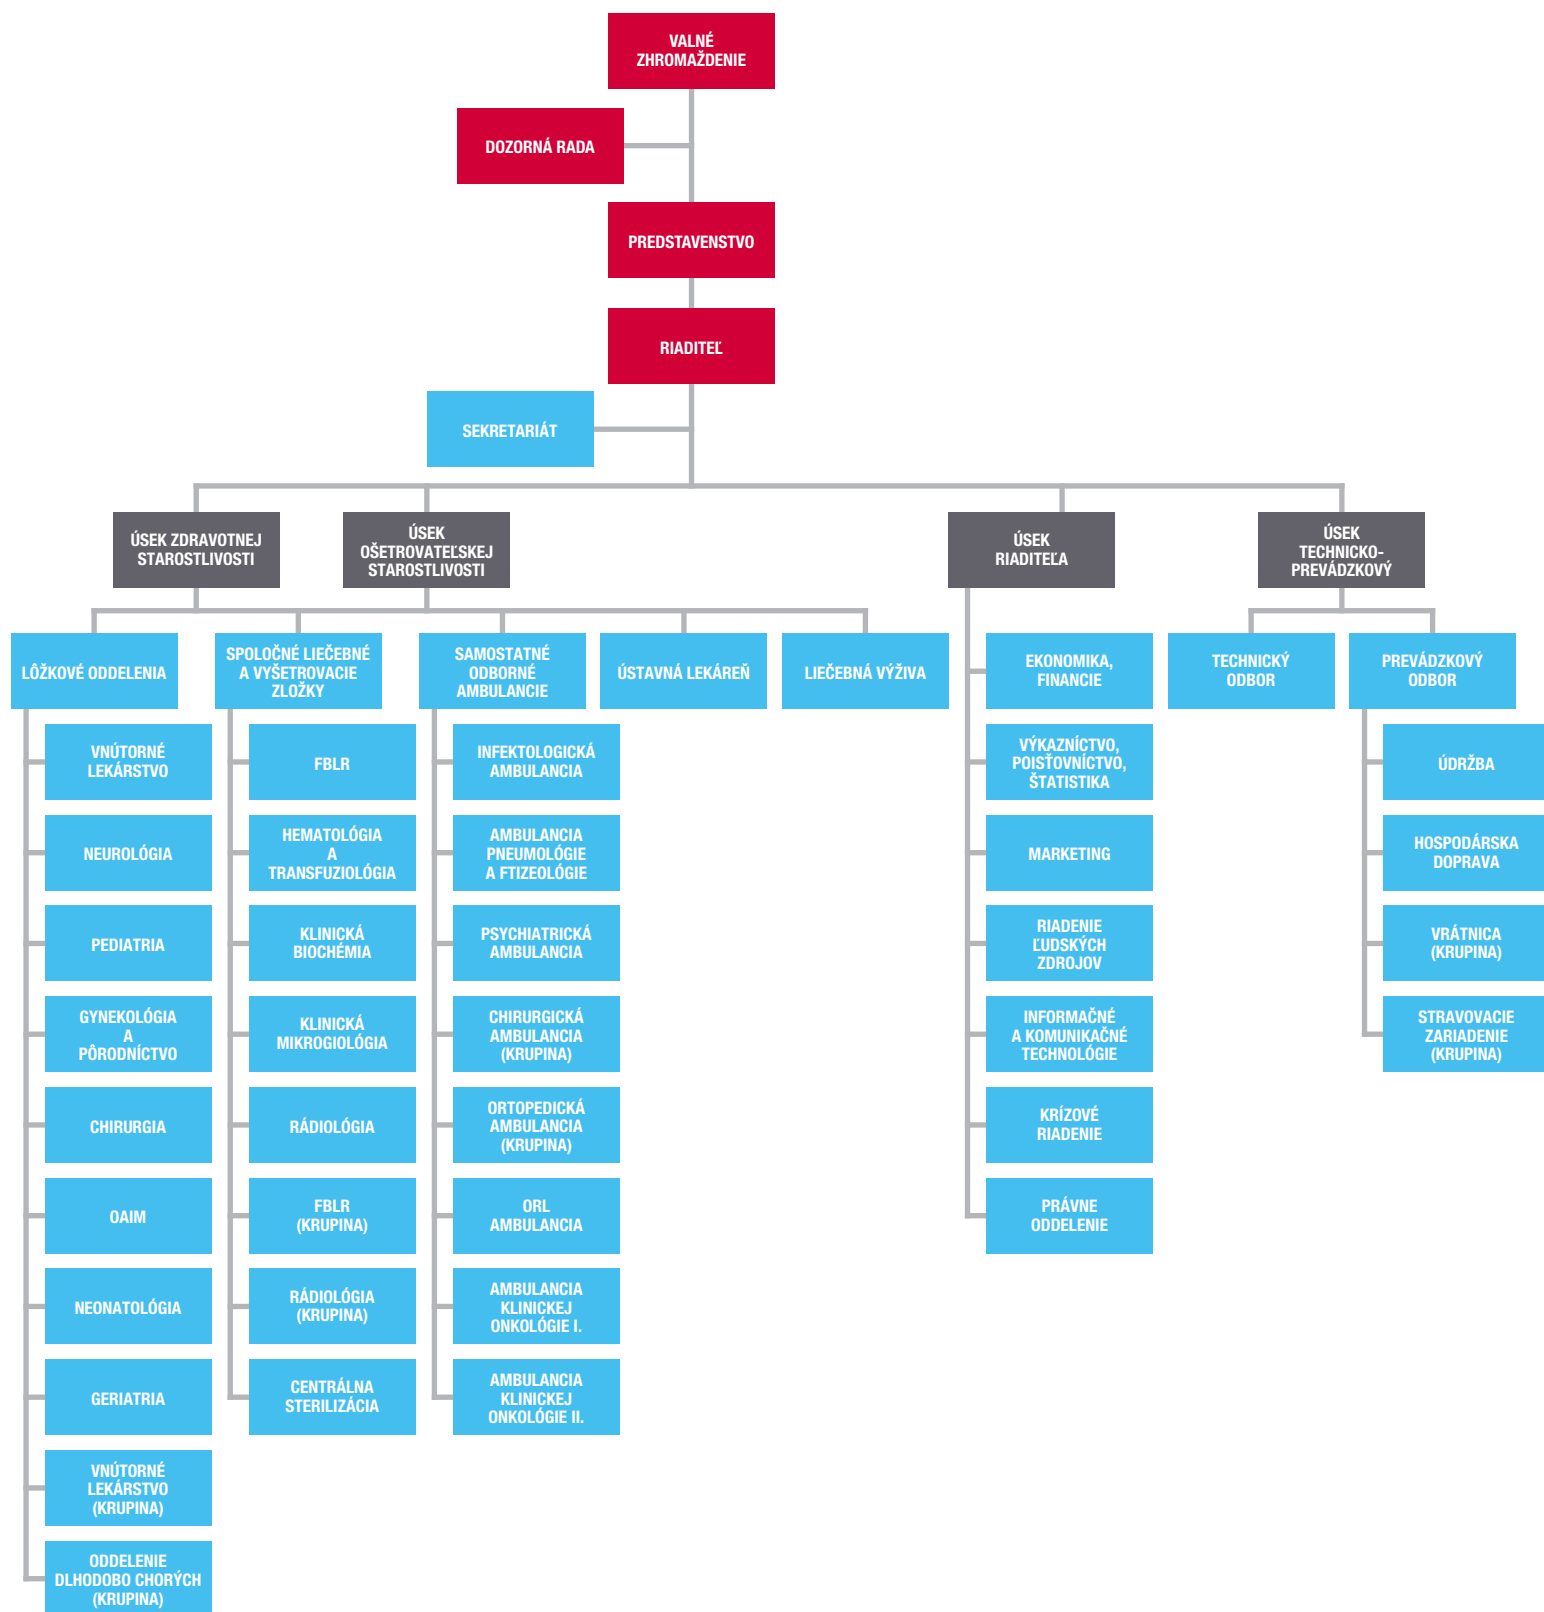 VALNÉ
ZHROMAŽDENIE
DOZORNÁ RADA
PREDSTAVENSTVO
RIADITEĽ
SEKRETARIÁT
ÚSEK ZDRAVOTNEJ
STAROSTLIVOSTI
ÚSEK
OŠETROVATEĽSKEJ
STAROSTLIVOSTI
ÚSEK
RIADITEĽA
ÚSEK
TECHNICKO-
PREVÁDZKOVÝ
LÔŽKOVÉ ODDELENIA
SPOLOČNÉ LIEČEBNÉ
A VYŠETROVACIE
ZLOŽKY
SAMOSTATNÉ
ODBORNÉ
AMBULANCIE
ÚSTAVNÁ LEKÁREŇ
LIEČEBNÁ VÝŽIVA
EKONOMIKA,
FINANCIE
TECHNICKÝ
ODBOR
PREVÁDZKOVÝ
ODBOR
VNÚTORNÉ
LEKÁRSTVO
NEUROLÓGIA
PEDIATRIA
GYNEKOLÓGIA
A
PÔRODNÍCTVO
CHIRURGIA
OAIM
NEONATOLÓGIA
GERIATRIA
VNÚTORNÉ
LEKÁRSTVO
(KRUPINA)
ODDELENIE
DLHODOBO CHORÝCH
(KRUPINA)
FBLR
HEMATOLÓGIA
A
TRANSFUZIOLÓGIA
KLINICKÁ
BIOCHÉMIA
KLINICKÁ
MIKROGIOLÓGIA
RÁDIOLÓGIA
FBLR
(KRUPINA)
RÁDIOLÓGIA
(KRUPINA)
CENTRÁLNA
STERILIZÁCIA
INFEKTOLOGICKÁ
AMBULANCIA
AMBULANCIA
PNEUMOLÓGIE
A FTIZEOLÓGIE
PSYCHIATRICKÁ
AMBULANCIA
CHIRURGICKÁ
AMBULANCIA
(KRUPINA)
ORTOPEDICKÁ
AMBULANCIA
(KRUPINA)
ORL
AMBULANCIA
AMBULANCIA
KLINICKEJ
ONKOLÓGIE I.
AMBULANCIA
KLINICKEJ
ONKOLÓGIE II.
VÝKAZNÍCTVO,
POISŤOVNÍCTVO,
ŠTATISTIKA
MARKETING
RIADENIE
ĽUDSKÝCH
ZDROJOV
INFORMAČNÉ
A KOMUNIKAČNÉ
TECHNOLÓGIE
KRÍZOVÉ
RIADENIE
PRÁVNE
ODDELENIE
ÚDRŽBA
HOSPODÁRSKA
DOPRAVA
VRÁTNICA
(KRUPINA)
STRAVOVACIE
ZARIADENIE
(KRUPINA)